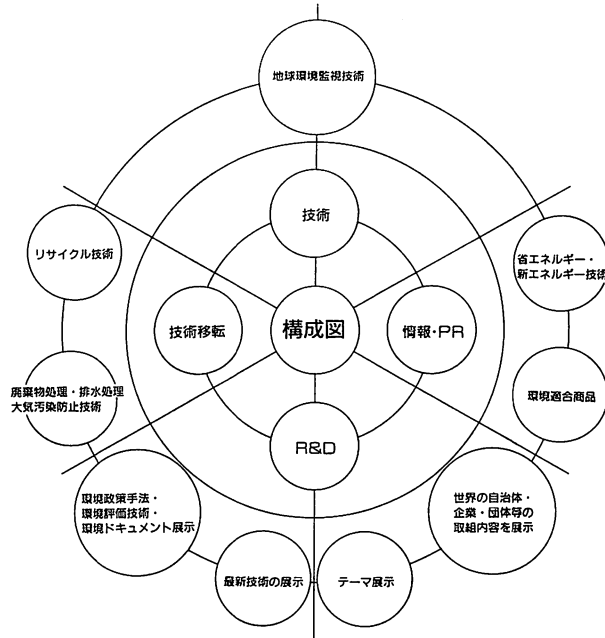 地球環境監視技術
技術
リサイクル技術
省エネルギー・
新エネルギー技術
技術移転
構成図
情報・PR
廃棄物処理・排水処理
大気汚染防止技術
環境適合商品
R&D
環境政策手法・
環境評価技術・
環境ドキュメント展示
世界の自治体・
企業・団体等の
取組内容を展示
最新技術の展示
テーマ展示